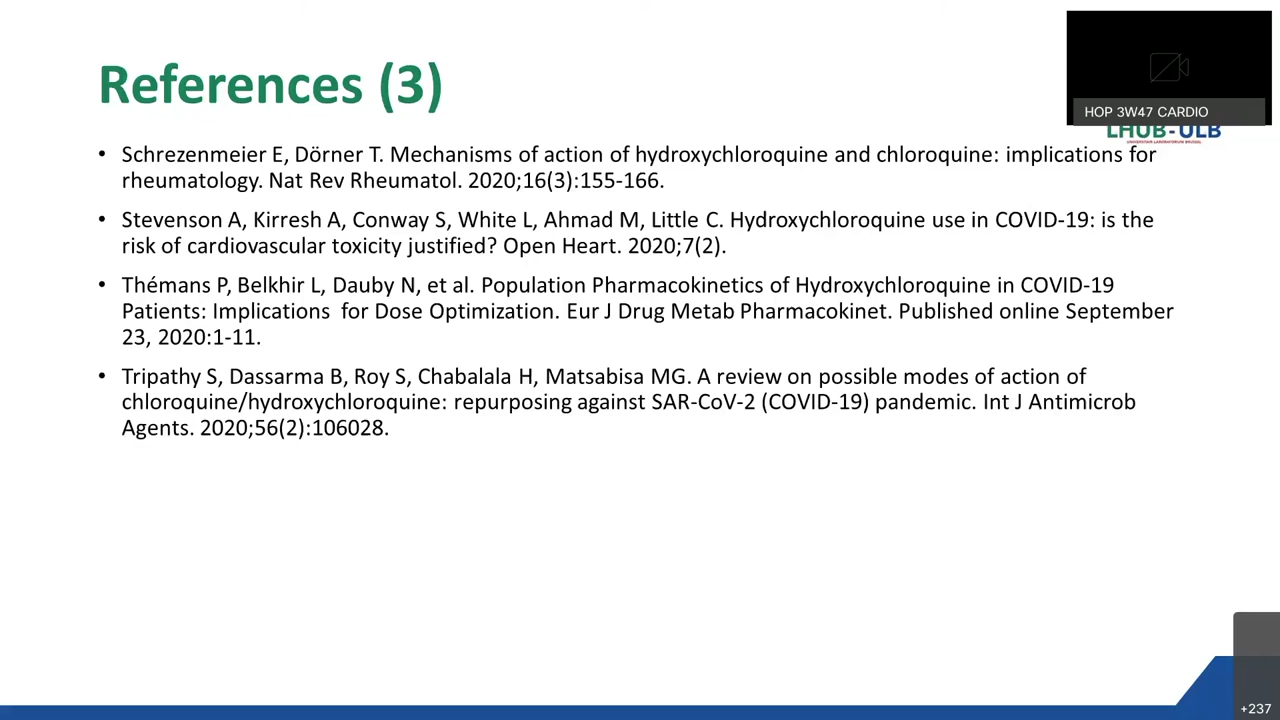 References (3)
HOP 3W47 CARDIO
LHUB-ULB
• Schrezenmeier E, Dörner T. Mechanisms of action of hydroxychloroquine and chloroquine: implications for
rheumatology. Nat Rev Rheumatol. 2020;16(3):155-166.
• Stevenson A, Kirresh A, Conway S, White L, Ahmad M, Little C. Hydroxychloroquine use in COVID-19: is the
risk of cardiovascular toxicity justified? Open Heart. 2020;7(2).
• Thémans P, Belkhir L, Dauby N, et al. Population Pharmacokinetics of Hydroxychloroquine in COVID-19
Patients: Implications  for Dose Optimization. Eur J Drug Metab Pharmacokinet. Published online September
23, 2020:1-11.
• Tripathy S, Dassarma B, Roy S, Chabalala H, Matsabisa MG. A review on possible modes of action of
chloroquine/hydroxychloroquine: repurposing against SAR-CoV-2 (COVID-19) pandemic. Int J Antimicrob
Agents. 2020;56(2):106028.
+237